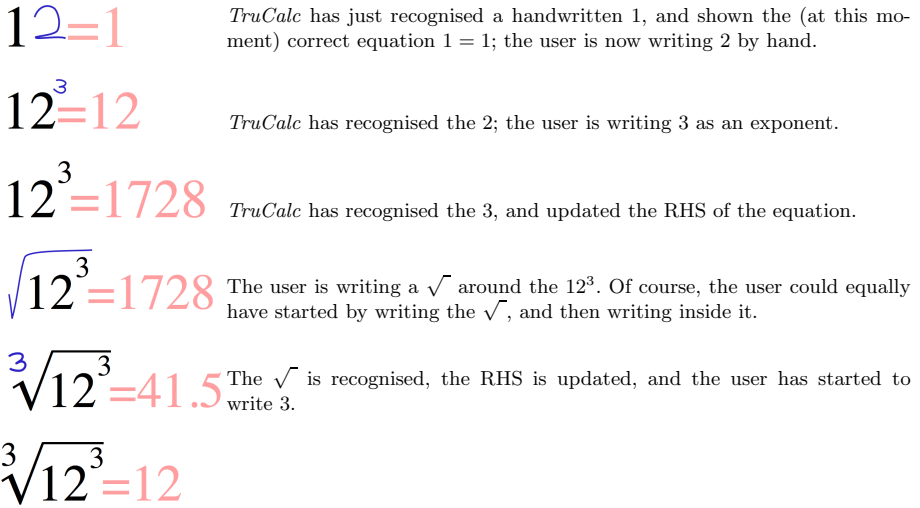 12=1
TruCalc has just recognised a handwritten 1, and shown the (at this mo-
ment) correct equation 1 = 1; the user is now writing 2 by hand.
12³=12
TruCalc has recognised the 2; the user is writing 3 as an exponent.
12³=1728
TruCalc has recognised the 3, and updated the RHS of the equation.
√12³=1728
The user is writing a √ around the 12³. Of course, the user could equally
have started by writing the √, and then writing inside it.
³√12³=41.5
The √ is recognised, the RHS is updated, and the user has started to
write 3.
³√12³=12